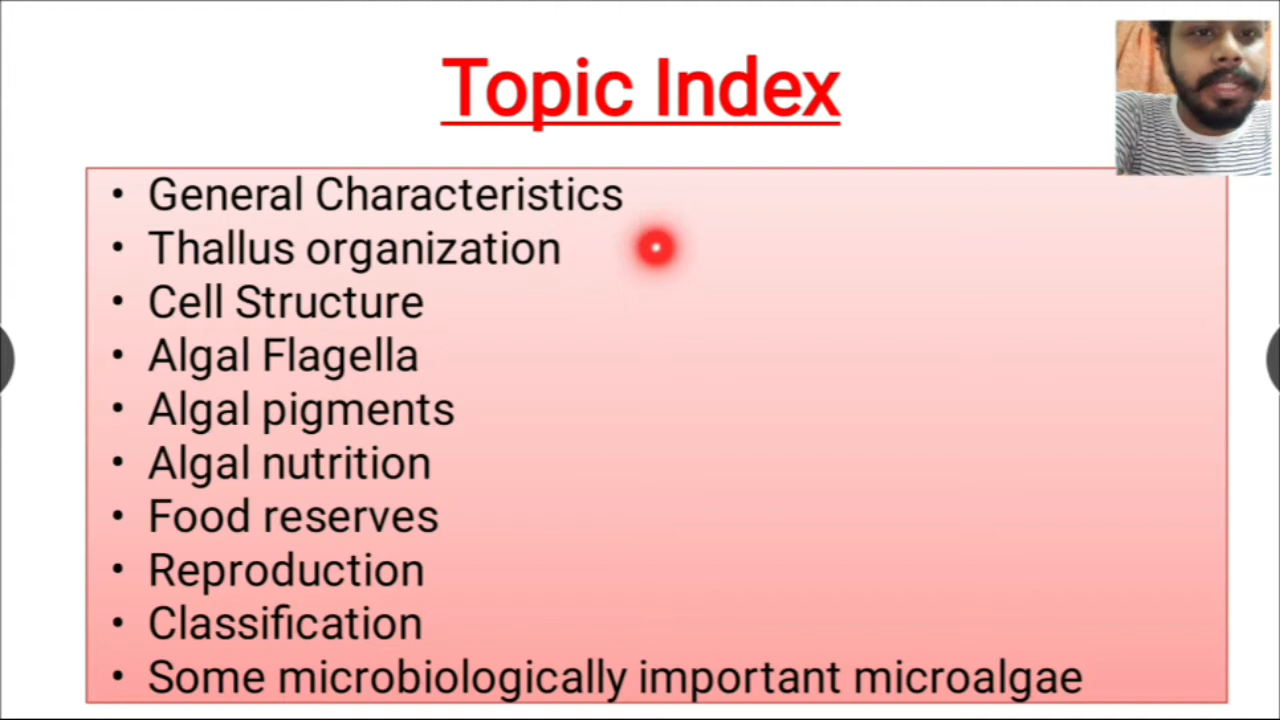 Topic Index
• General Characteristics
• Thallus organization
• Cell Structure
• Algal Flagella
• Algal pigments
• Algal nutrition
• Food reserves
• Reproduction
• Classification
• Some microbiologically important microalgae